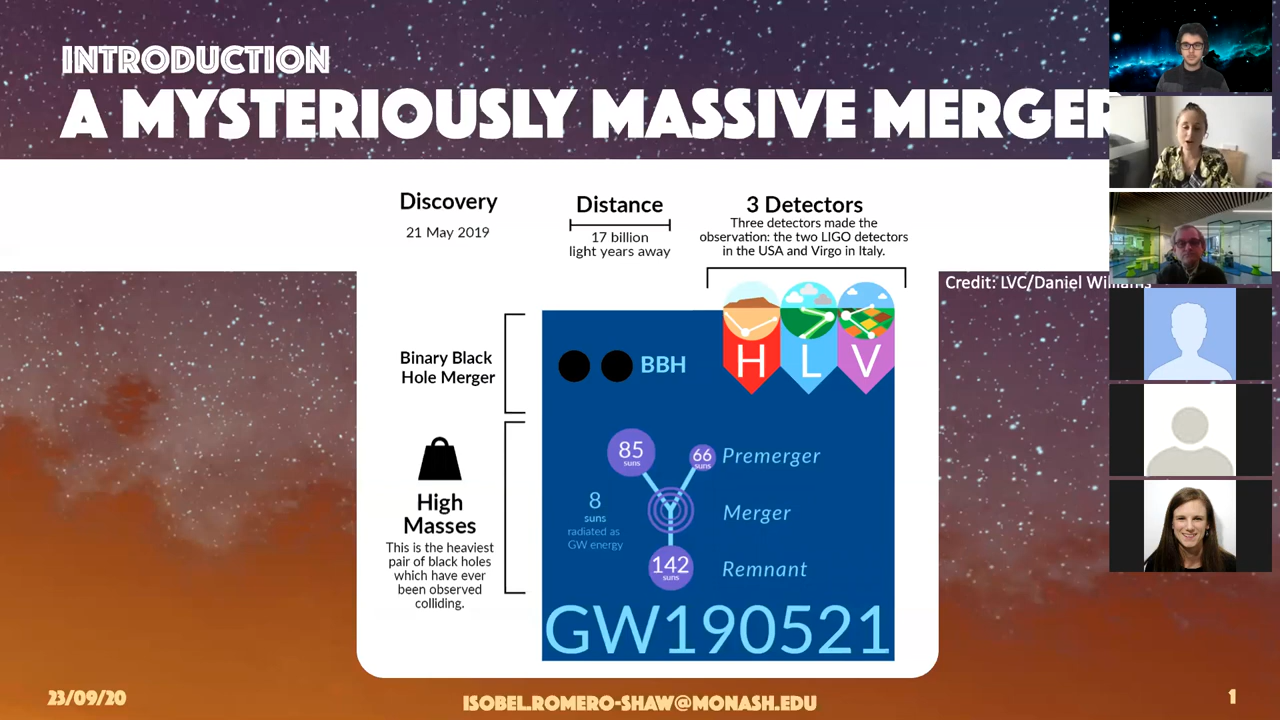 INTRODUCTION
A MYSTERIOUSLY MASSIVE MERGER
Discovery
21 May 2019
Distance
17 billion
light years away
3 Detectors
Three detectors made the
observation: the two LIGO detectors
in the USA and Virgo in Italy.
Credit: LVC/Daniel Williams
H L V
Binary Black
Hole Merger
BBH
High
Masses
This is the heaviest
pair of black holes
which have ever
been observed
colliding.
85
suns
66
suns
Premerger
8
suns
radiated as
GW energy
Merger
142
suns
Remnant
GW190521
23/09/20
ISOBEL.ROMERO-SHAW@MONASH.EDU
1